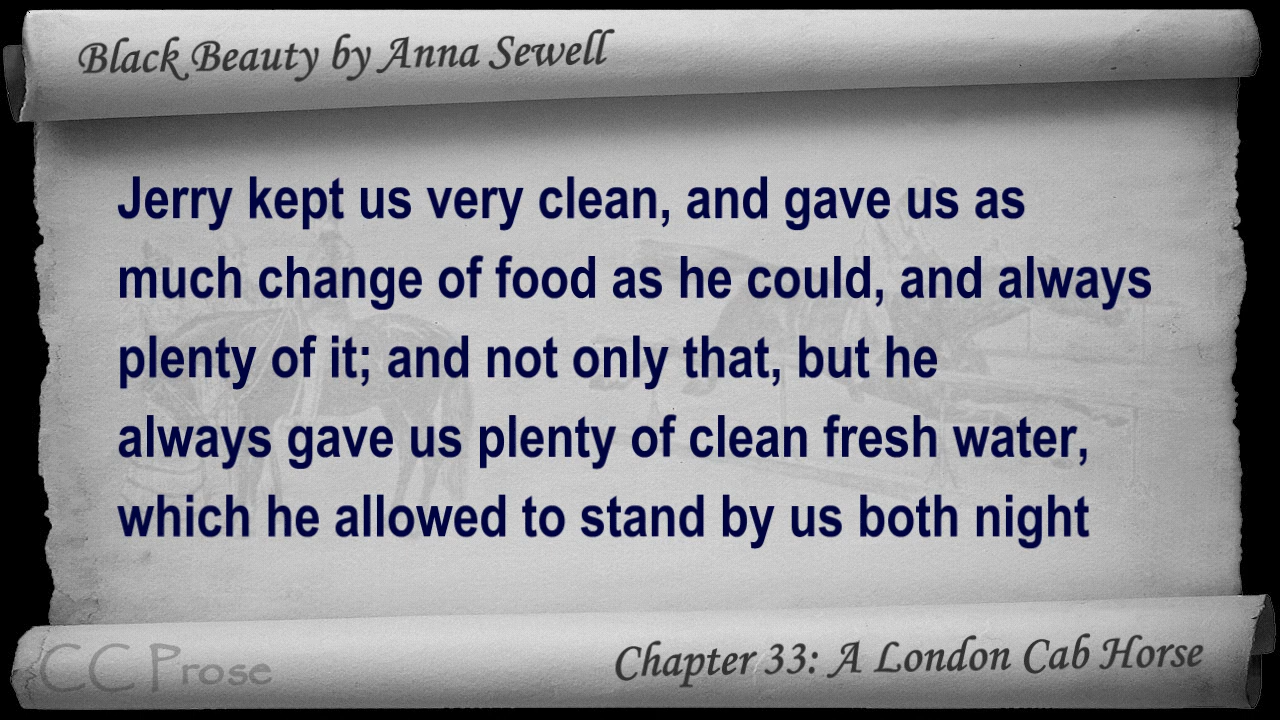 Black Beauty by Anna Sewell
Jerry kept us very clean, and gave us as
much change of food as he could, and always
plenty of it; and not only that, but he
always gave us plenty of clean fresh water,
which he allowed to stand by us both night
CC Prose
Chapter 33: A London Cab Horse